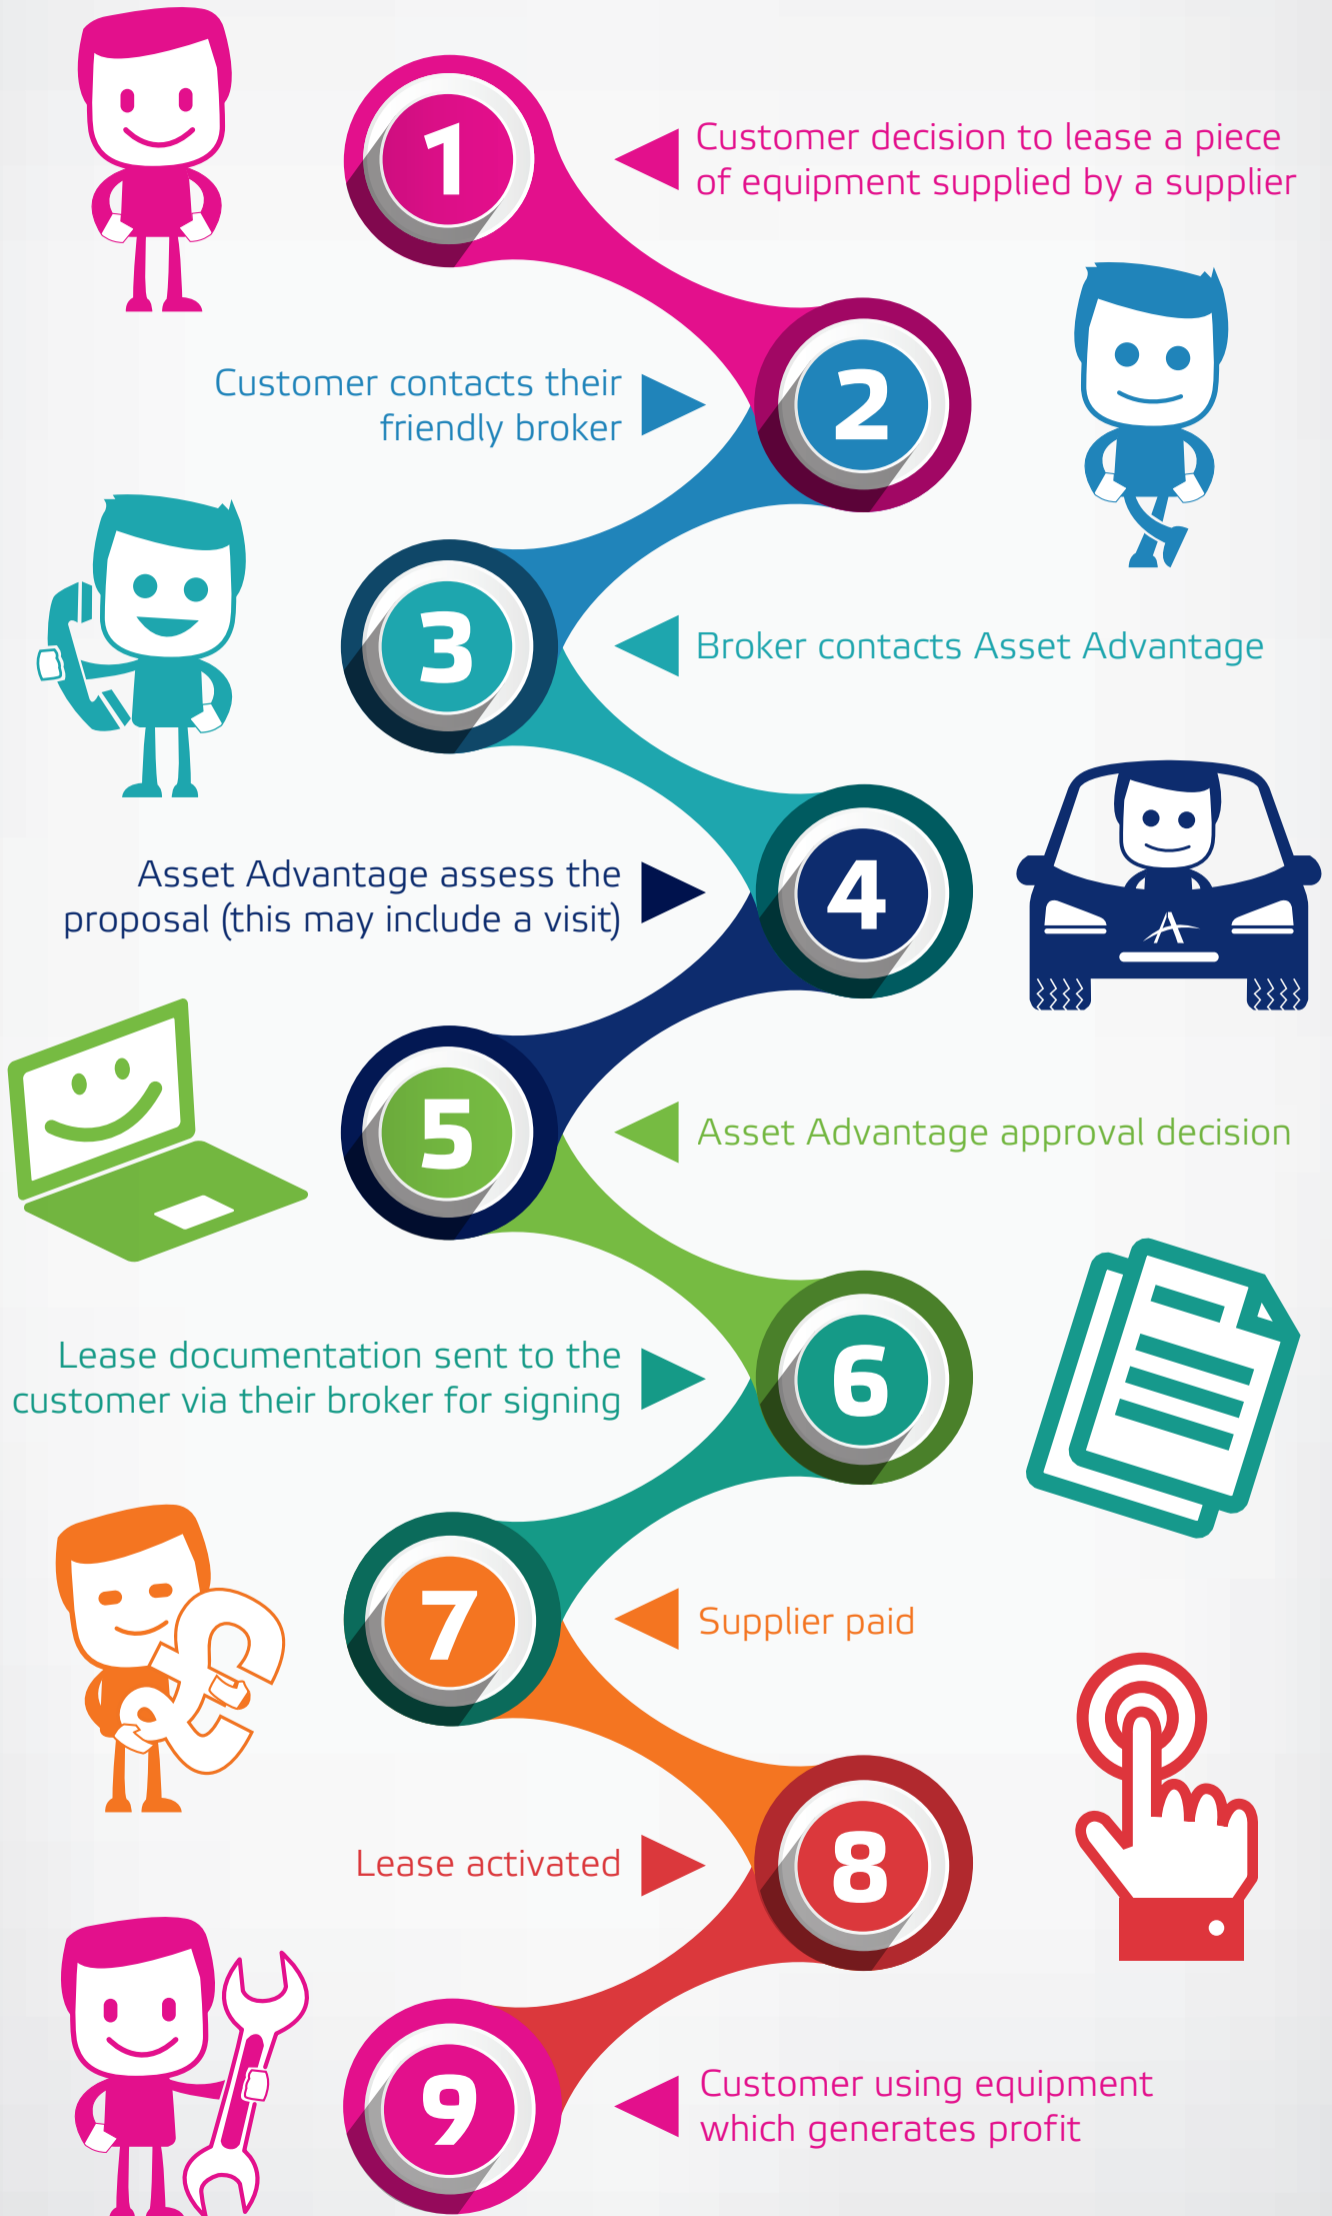 1
Customer decision to lease a piece
of equipment supplied by a supplier
Customer contacts their
friendly broker
2
3
Broker contacts Asset Advantage
Asset Advantage assess the
proposal (this may include a visit)
4
5
Asset Advantage approval decision
Lease documentation sent to the
customer via their broker for signing
6
7
Supplier paid
Lease activated
8
9
Customer using equipment
which generates profit